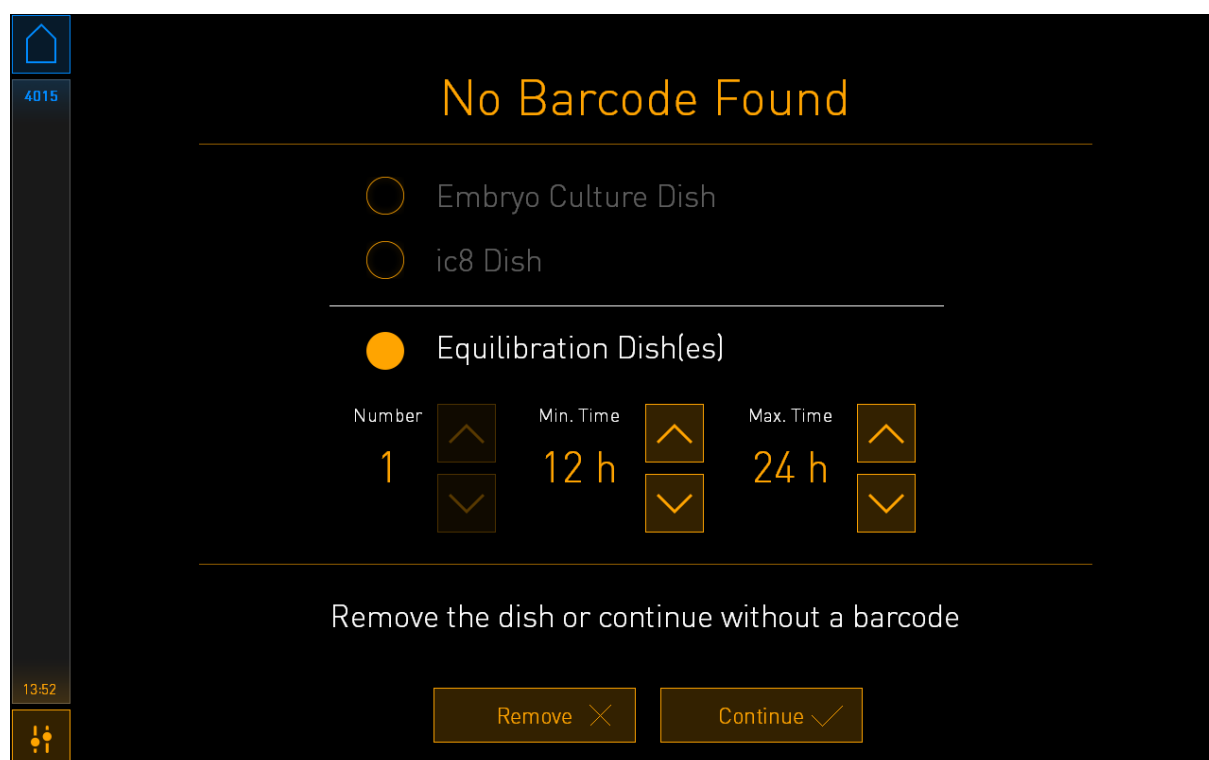 4015
No Barcode Found
Embryo Culture Dish
ic8 Dish
Equilibration Dish(es)
Number Min. Time Max. Time
1 12 h 24 h
Remove the dish or continue without a barcode
13:52
Remove Continue